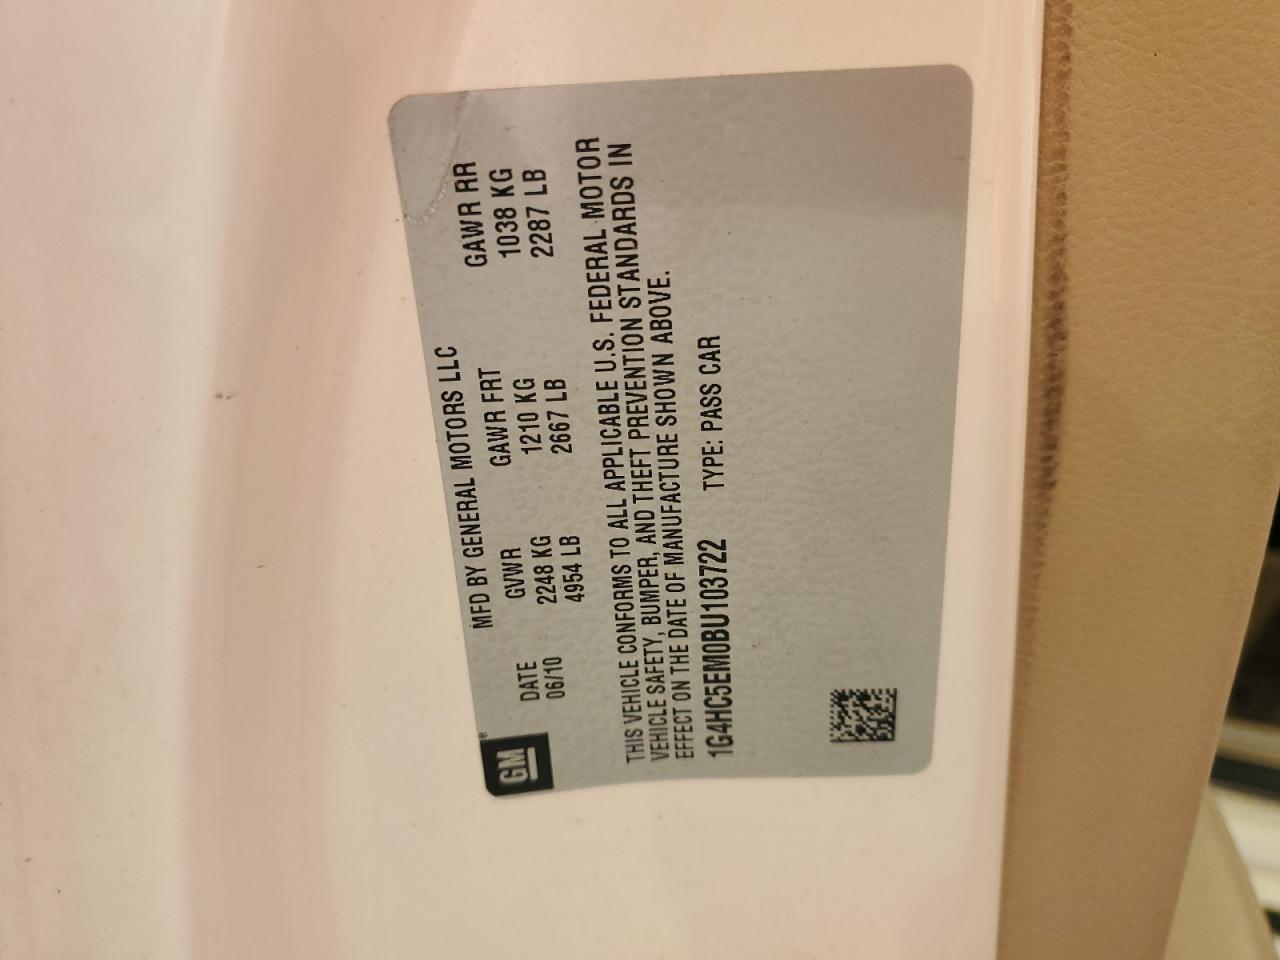 GM®
MFD BY GENERAL MOTORS LLC
DATE GVWR GAWR FRT GAWR RR
06/10 2248 KG 1210 KG 1038 KG
4954 LB 2667 LB 2287 LB
THIS VEHICLE CONFORMS TO ALL APPLICABLE U.S. FEDERAL MOTOR
VEHICLE SAFETY, BUMPER, AND THEFT PREVENTION STANDARDS IN
EFFECT ON THE DATE OF MANUFACTURE SHOWN ABOVE.
1G4HC5EM0BU103722 TYPE: PASS CAR